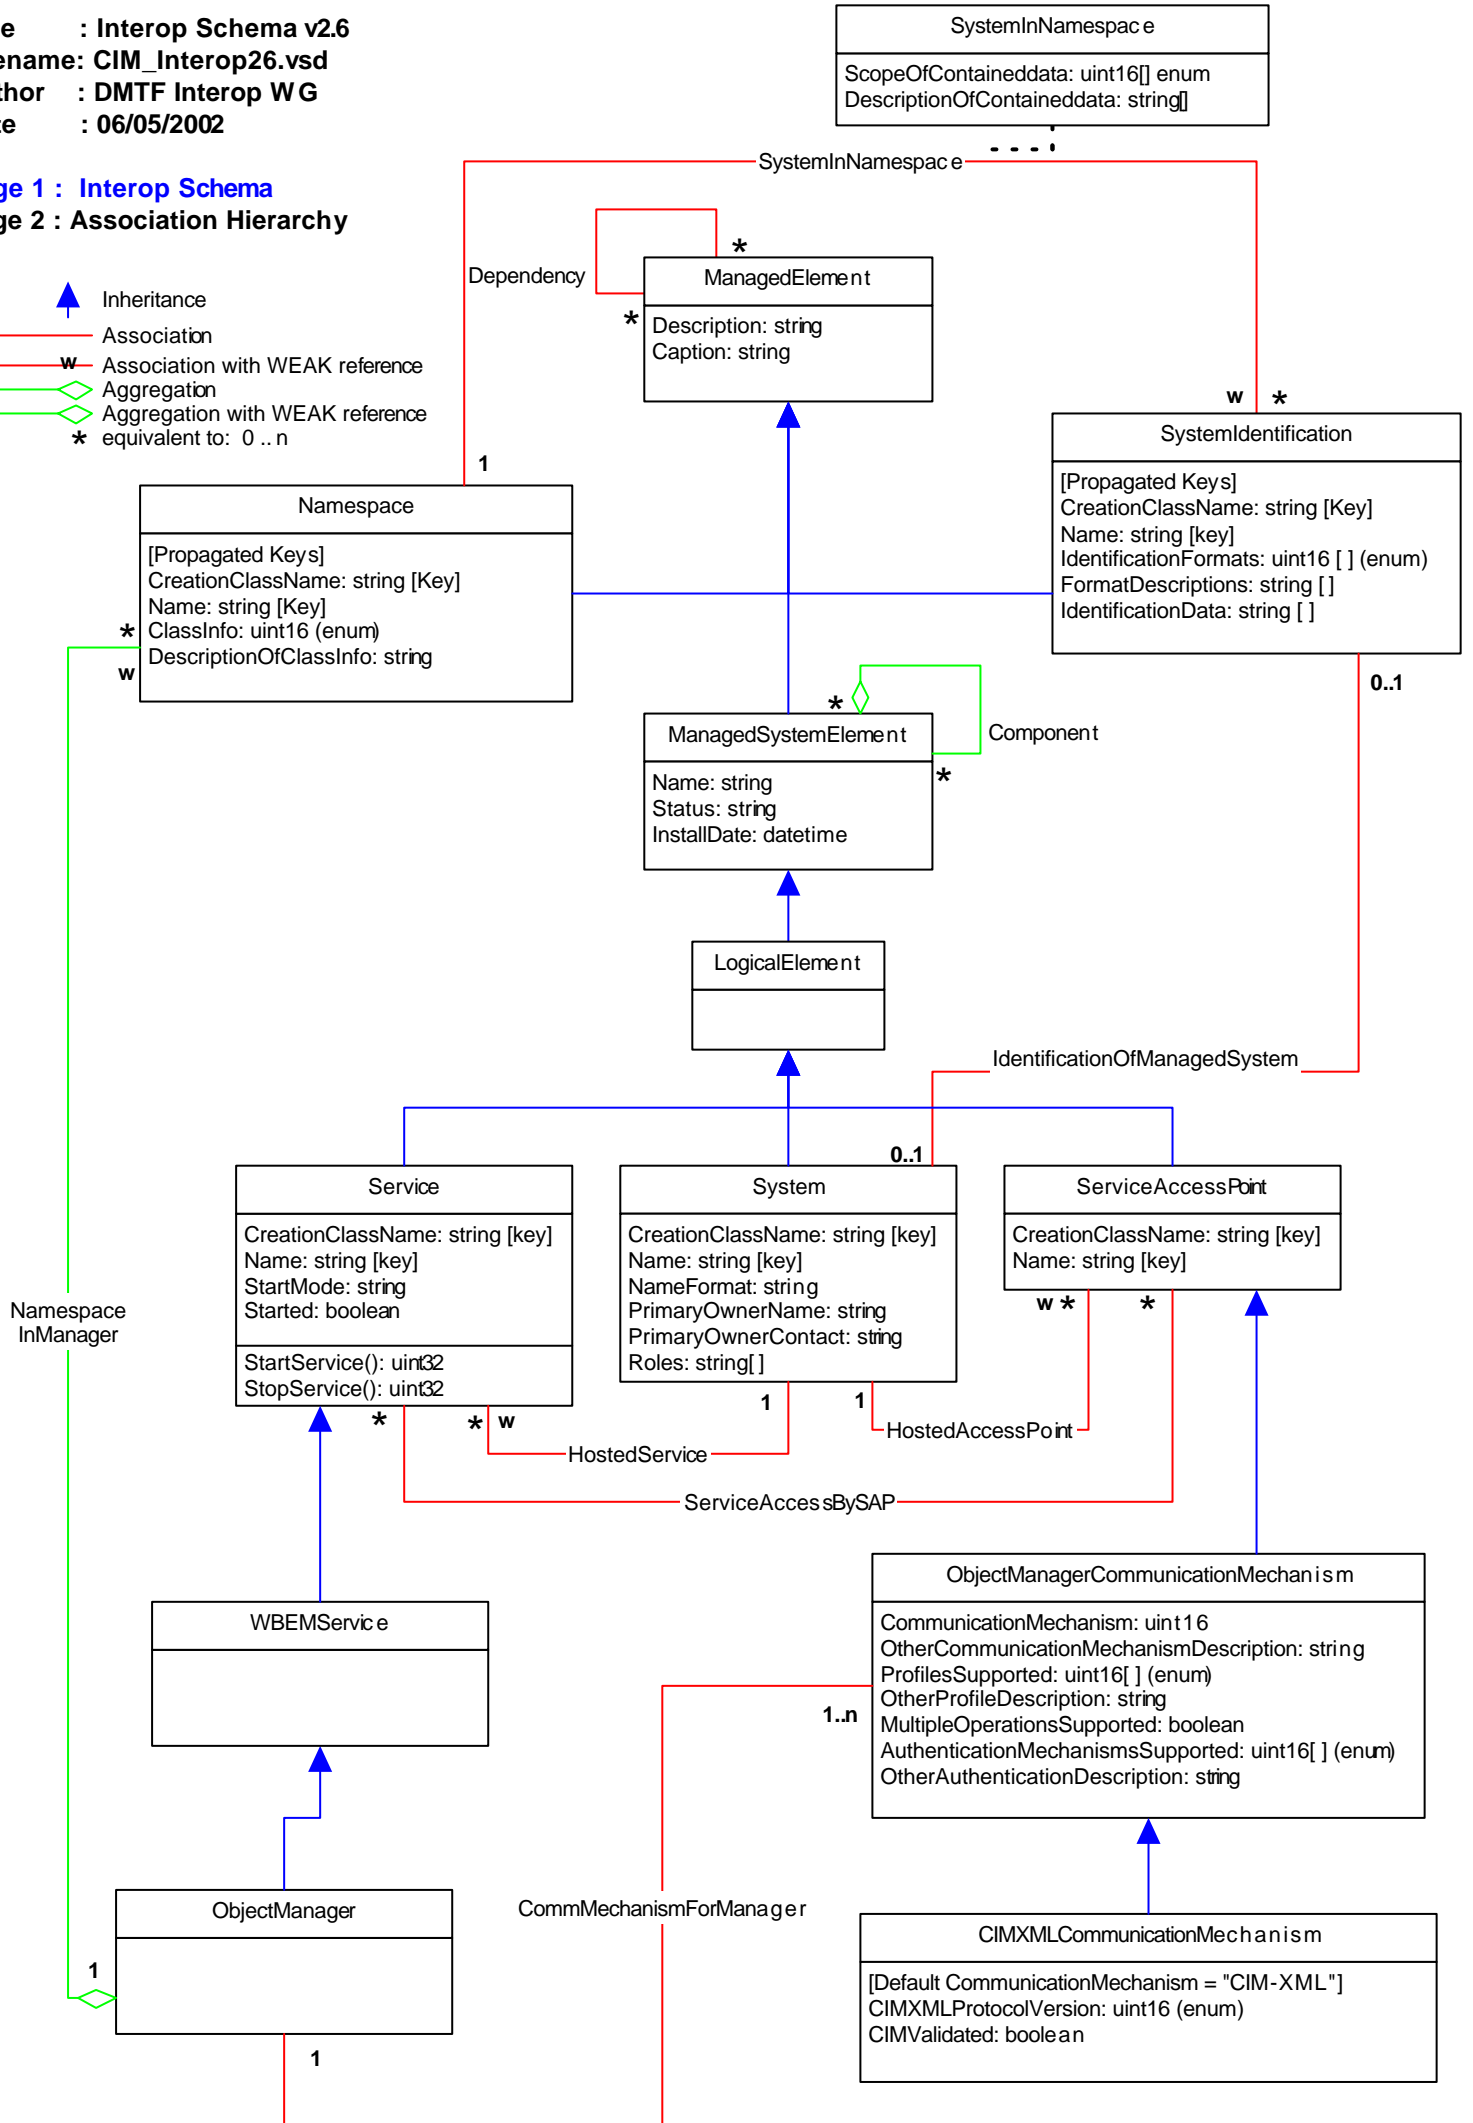 e : Interop Schema v2.6
ename: CIM_Interop26.vsd
thor : DMTF Interop WG
te : 06/05/2002
ge 1 : Interop Schema
ge 2 : Association Hierarchy
Inheritance
Association
w Association with WEAK reference
Aggregation
Aggregation with WEAK reference
* equivalent to: 0 .. n
SystemInNamespace
ScopeOfContaineddata: uint16[] enum
DescriptionOfContaineddata: string[]
SystemInNamespace
Dependency
*
*
ManagedElement
Description: string
Caption: string
w *
1
SystemIdentification
[Propagated Keys]
CreationClassName: string [Key]
Name: string [key]
IdentificationFormats: uint16 [ ] (enum)
FormatDescriptions: string [ ]
IdentificationData: string [ ]
0..1
Namespace
[Propagated Keys]
CreationClassName: string [Key]
Name: string [Key]
ClassInfo: uint16 (enum)
DescriptionOfClassInfo: string
*
w
*
ManagedSystemElement
Name: string
Status: string
InstallDate: datetime
Component
*
LogicalElement
IdentificationOfManagedSystem
0..1
Service
CreationClassName: string [key]
Name: string [key]
StartMode: string
Started: boolean
StartService(): uint32
StopService(): uint32
System
CreationClassName: string [key]
Name: string [key]
NameFormat: string
PrimaryOwnerName: string
PrimaryOwnerContact: string
Roles: string[ ]
ServiceAccessPoint
CreationClassName: string [key]
Name: string [key]
w *
*
Namespace
InManager
*
* w
1
1
HostedAccessPoint
HostedService
ServiceAccessBySAP
WBEMService
ObjectManagerCommunicationMechanism
CommunicationMechanism: uint16
OtherCommunicationMechanismDescription: string
ProfilesSupported: uint16[ ] (enum)
OtherProfileDescription: string
MultipleOperationsSupported: boolean
AuthenticationMechanismsSupported: uint16[ ] (enum)
OtherAuthenticationDescription: string
1..n
ObjectManager
1
1
CommMechanismForManager
CIMXMLCommunicationMechanism
[Default CommunicationMechanism = "CIM-XML"]
CIMXMLProtocolVersion: uint16 (enum)
CIMValidated: boolean